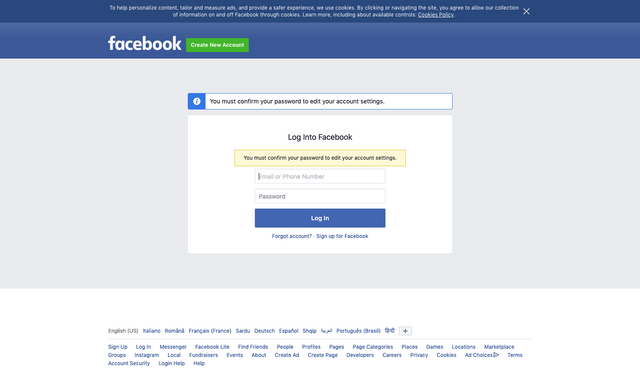 To help personalize content, tailor and measure ads, and provide a safer experience, we use cookies. By clicking or navigating the site, you agree to allow our collection
of information on and off Facebook through cookies. Learn more, including about available controls: Cookies Policy.
facebook
Create New Account
You must confirm your password to edit your account settings.
Log Into Facebook
You must confirm your password to edit your account settings.
Email or Phone Number
Password
Log In
Forgot account? · Sign up for Facebook
English (US) Italiano Română Français (France) Sardu Deutsch Español Shqip العربية Português (Brasil) हिन्दी +
Sign Up Log In Messenger Facebook Lite Find Friends People Profiles Pages Page Categories Places Games Locations Marketplace
Groups Instagram Local Fundraisers Events About Create Ad Create Page Developers Careers Privacy Cookies Ad Choices Terms
Account Security Login Help Help